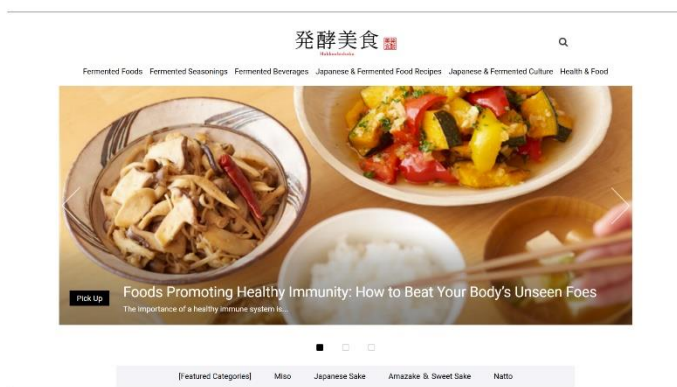 発酵美食
Fermented Foods Fermented Seasonings Fermented Beverages Japanese & Fermented Food Recipes Japanese & Fermented Culture Health & Food
Pick Up
Foods Promoting Healthy Immunity: How to Beat Your Body's Unseen Foes
The importance of a healthy immune system is...
[Featured Categories] Miso Japanese Sake Amazake & Sweet Sake Natto